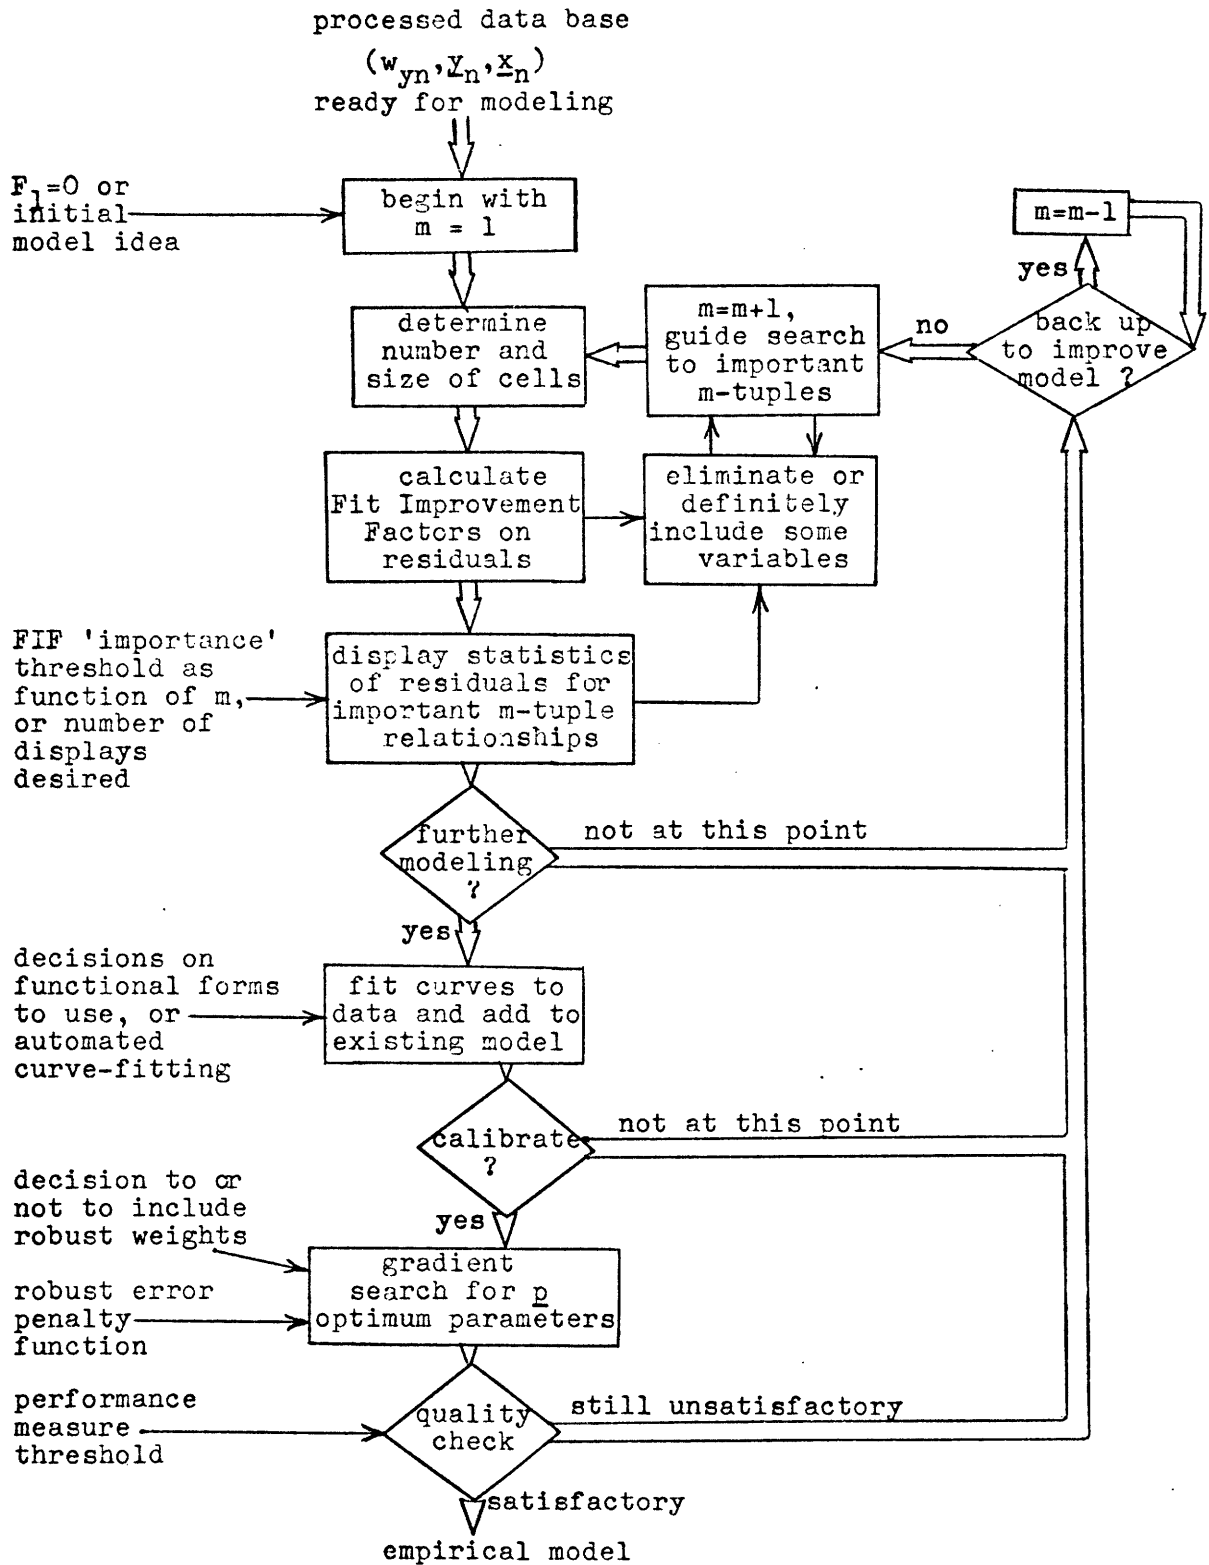 processed data base
(w_yn, y_n, x_n)
ready for modeling
F_1=0 or
initial
model idea
begin with
m = 1
m=m-1
yes
determine
number and
size of cells
m=m+1,
guide search
to important
m-tuples
no
back up
to improve
model ?
calculate
Fit Improvement
Factors on
residuals
eliminate or
definitely
include some
variables
FIF 'importance'
threshold as
function of m,
or number of
displays
desired
display statistics
of residuals for
important m-tuple
relationships
further
modeling
?
not at this point
yes
decisions on
functional forms
to use, or
automated
curve-fitting
fit curves to
data and add to
existing model
calibrate
?
not at this point
yes
decision to or
not to include
robust weights
robust error
penalty
function
gradient
search for p
optimum parameters
performance
measure
threshold
quality
check
still unsatisfactory
satisfactory
empirical model